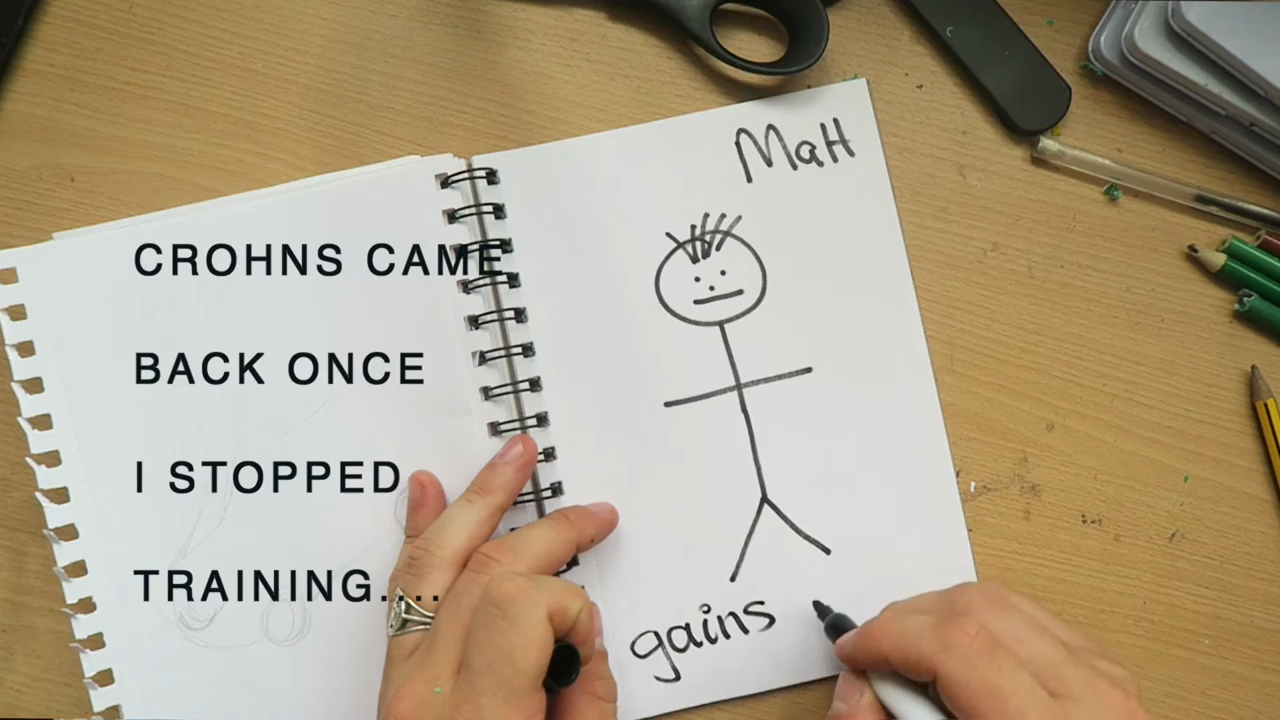 CROHNS CAME
BACK ONCE
I STOPPED
TRAINING....
Matt
gains